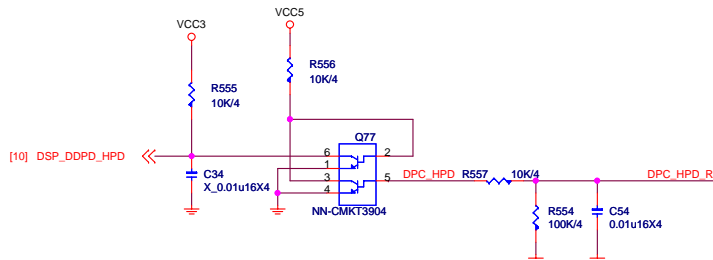 VCC5
VCC3
R556
10K/4
R555
10K/4
Q77
[10] DSP_DDPD_HPD
6
2
1
C34
X_0.01u16X4
3
5
DPC_HPD
R557
10K/4
DPC_HPD_R
4
NN-CMKT3904
R554
100K/4
C54
0.01u16X4